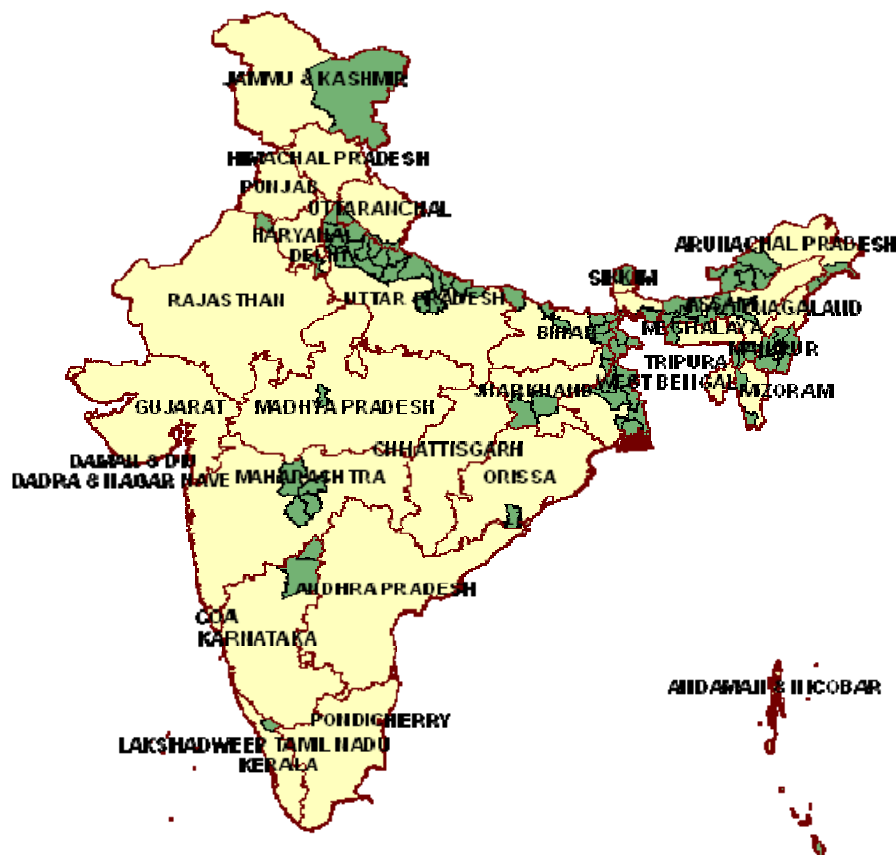 JAMMU & KASHMIR
HIMACHAL PRADESH
PUNJAB
UTTARANCHAL
HARYANA
DELHI
ARUNACHAL PRADESH
SIKKIM
RAJASTHAN
UTTAR PRADESH
ASSAM
NAGALAND
BIHAR
MEGHALAYA
MANIPUR
TRIPURA
WEST BENGAL
JHARKHAND
MIZORAM
GUJARAT
MADHYA PRADESH
CHHATTISGARH
DAMAN & DIU
DADRA & NAGAR HAVE
MAHARASHTRA
ORISSA
ANDHRA PRADESH
GOA
KARNATAKA
ANDAMAN & NICOBAR
PONDICHERRY
LAKSHADWEEP
TAMIL NADU
KERALA